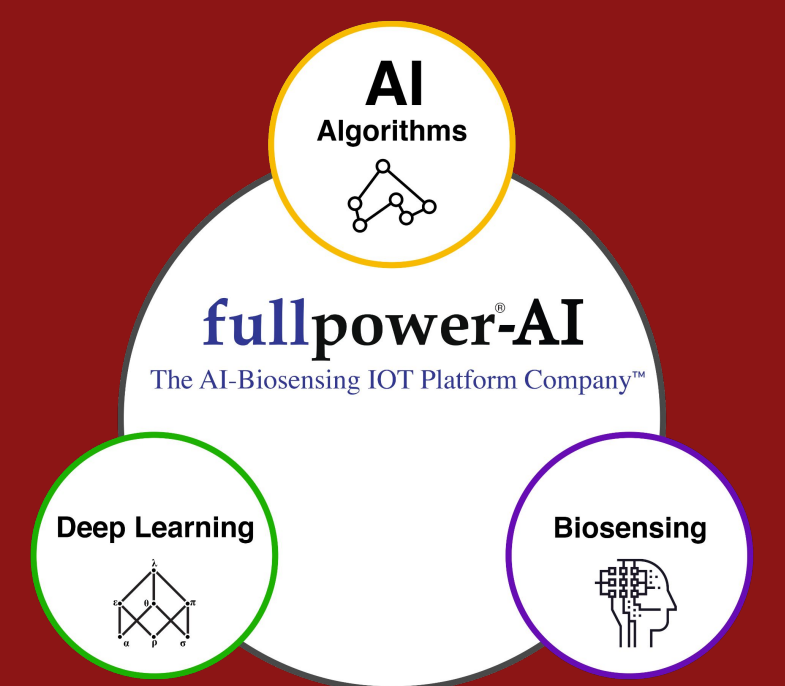 AI
Algorithms
fullpower®-AI
The AI-Biosensing IOT Platform Company™
Deep Learning
λ
ε θ π
α ρ σ
Biosensing